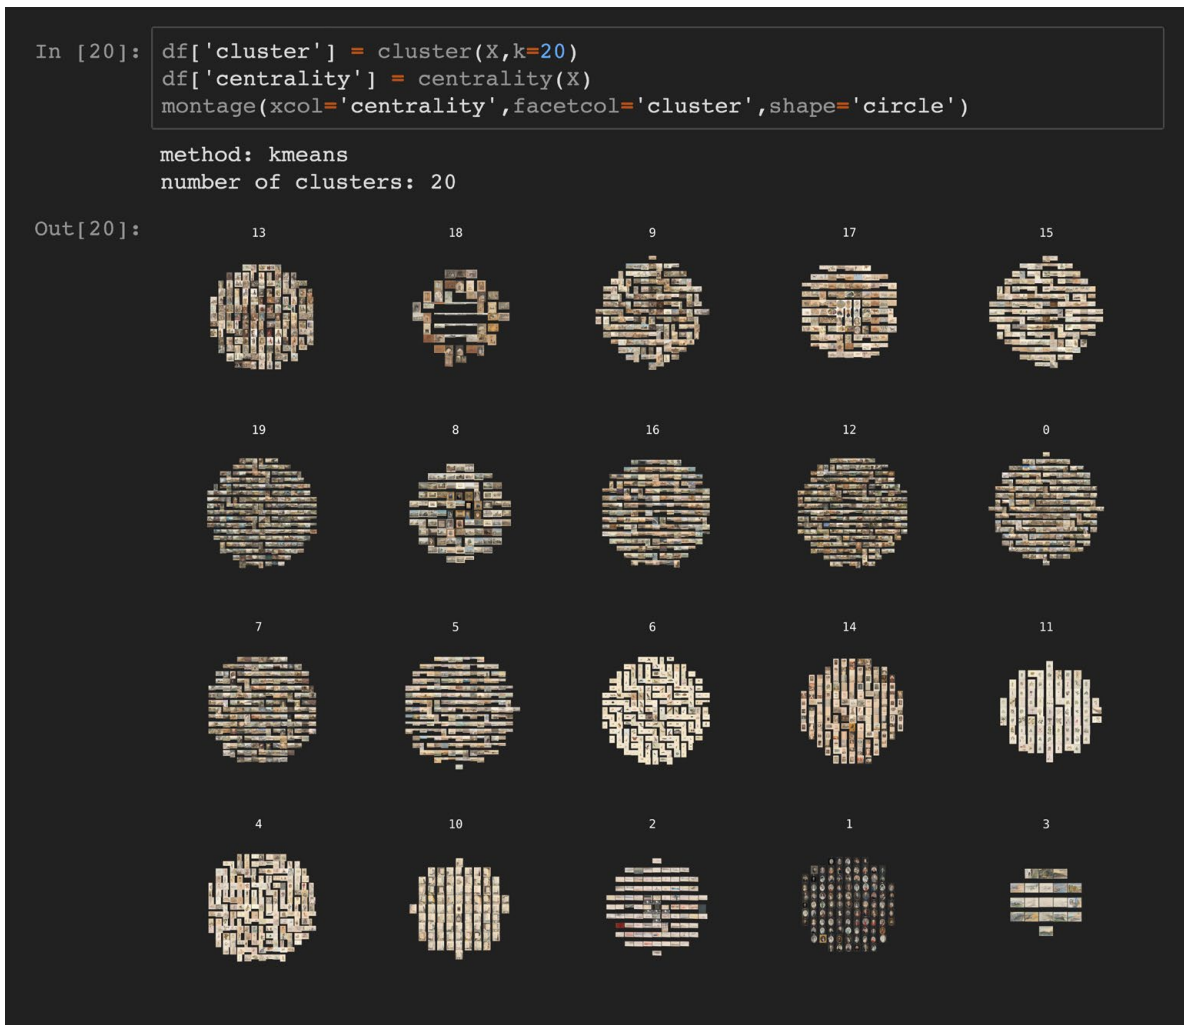 In [20]: df['cluster'] = cluster(X,k=20)
df['centrality'] = centrality(X)
montage(xcol='centrality',facetcol='cluster',shape='circle')
method: kmeans
number of clusters: 20
Out[20]:
13 18 9 17 15
19 8 16 12 0
7 5 6 14 11
4 10 2 1 3